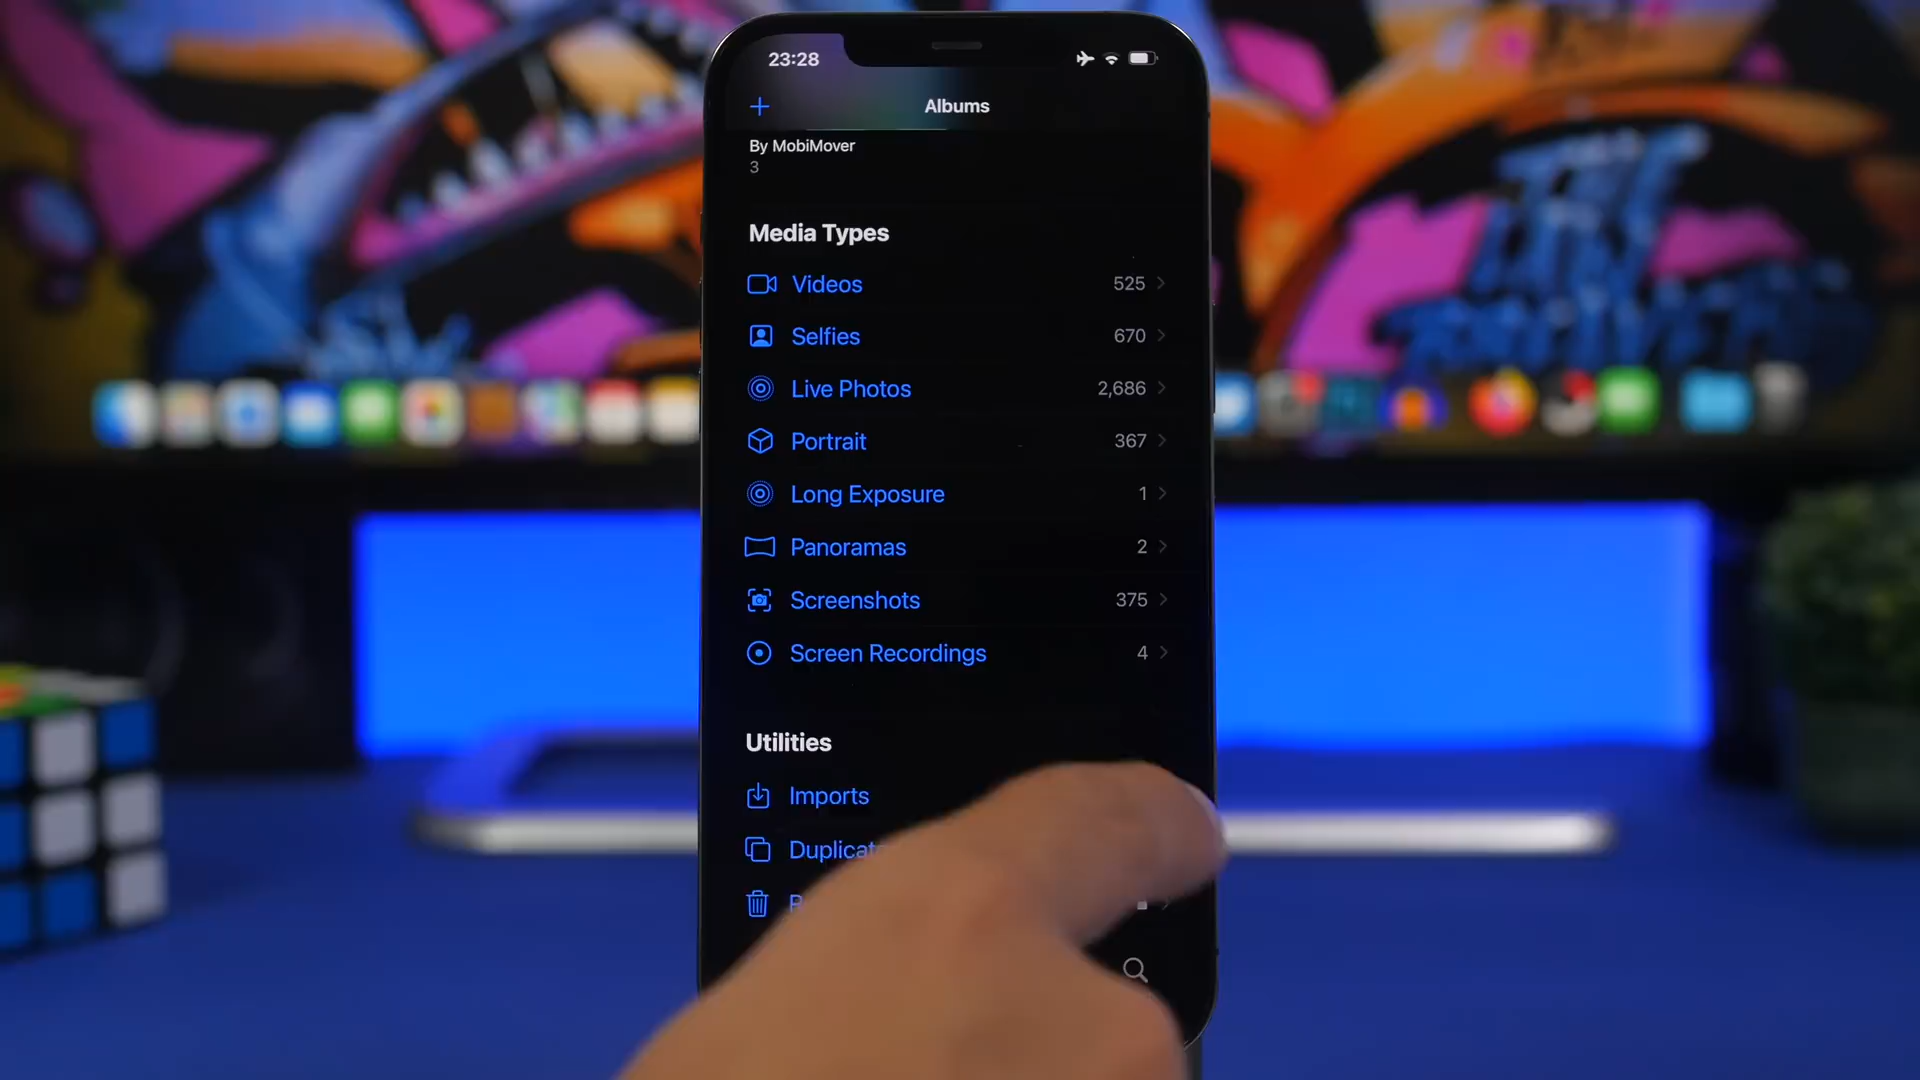 23:28
Albums
By MobiMover
3
Media Types
Videos 525
Selfies 670
Live Photos 2,686
Portrait 367
Long Exposure 1
Panoramas 2
Screenshots 375
Screen Recordings 4
Utilities
Imports